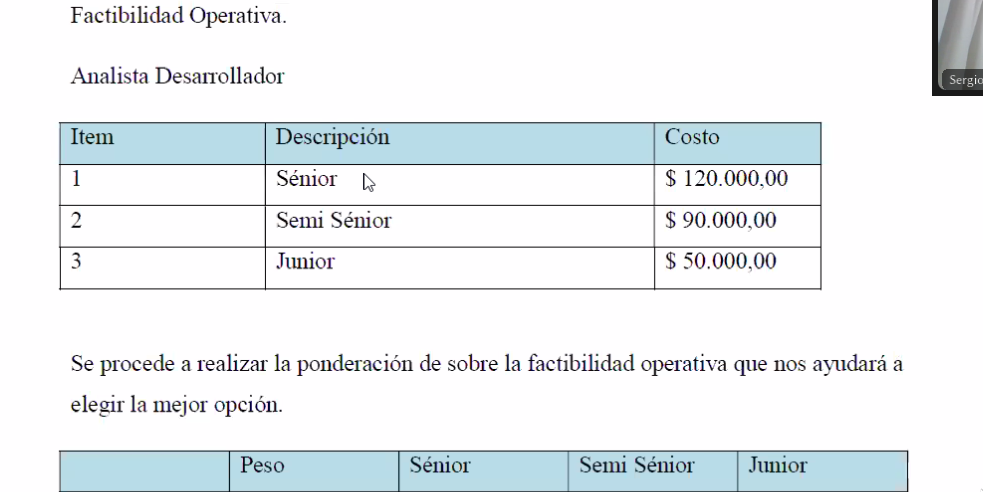 Factibilidad Operativa.
Analista Desarrollador
Item Descripción Costo
1 Sénior $ 120.000,00
2 Semi Sénior $ 90.000,00
3 Junior $ 50.000,00
Se procede a realizar la ponderación de sobre la factibilidad operativa que nos ayudará a
elegir la mejor opción.
Peso Sénior Semi Sénior Junior
Sergio